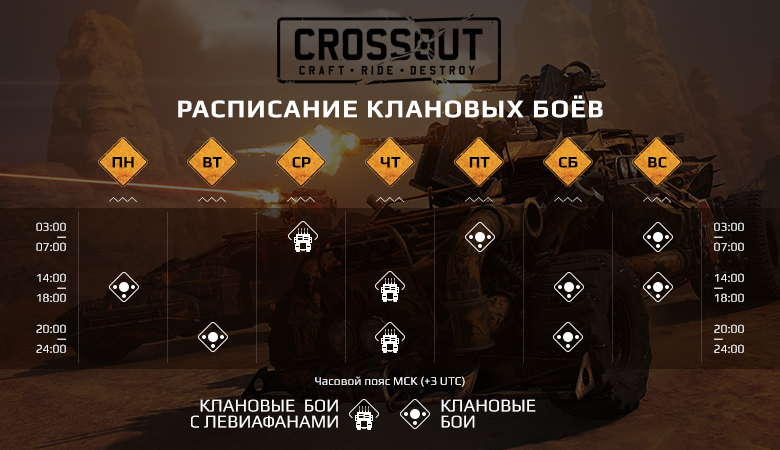 CROSSOUT
CRAFT • RIDE • DESTROY
РАСПИСАНИЕ КЛАНОВЫХ БОЁВ
ПН ВТ СР ЧТ ПТ СБ ВС
03:00 03:00
07:00 07:00
14:00 14:00
18:00 18:00
20:00 20:00
24:00 24:00
Часовой пояс МСК (+3 UTC)
КЛАНОВЫЕ БОИ КЛАНОВЫЕ
С ЛЕВИАФАНАМИ БОИ